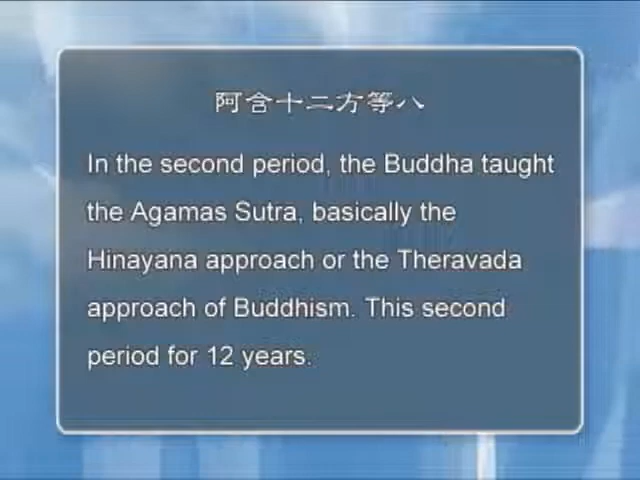 阿含十二方等八
In the second period, the Buddha taught
the Agamas Sutra, basically the
Hinayana approach or the Theravada
approach of Buddhism. This second
period for 12 years.